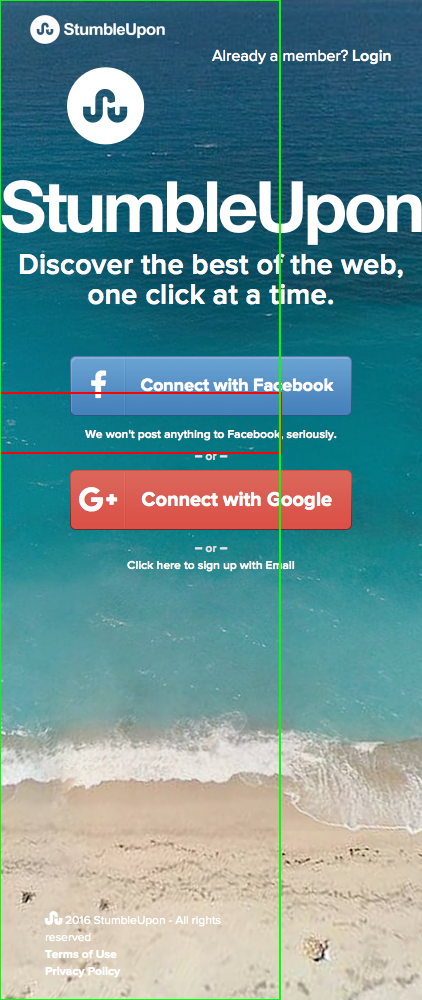 StumbleUpon
Already a member? Login
StumbleUpon
Discover the best of the web,
one click at a time.
f Connect with Facebook
We won't post anything to Facebook, seriously.
– or –
G+ Connect with Google
– or –
Click here to sign up with Email
2016 StumbleUpon - All rights
reserved
Terms of Use
Privacy Policy